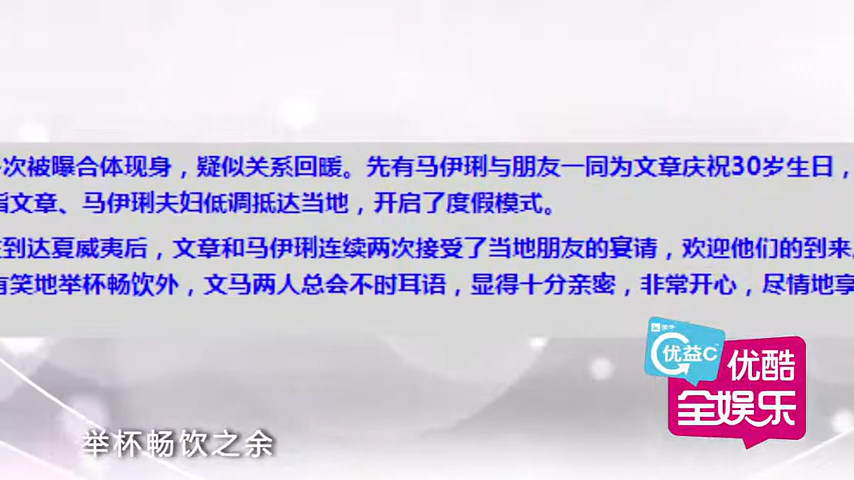 次被曝合体现身，疑似关系回暖。先有马伊琍与朋友一同为文章庆祝30岁生日，
文章、马伊琍夫妇低调抵达当地，开启了度假模式。
到达夏威夷后，文章和马伊琍连续两次接受了当地朋友的宴请，欢迎他们的到来
笑地举杯畅饮外，文马两人总会不时耳语，显得十分亲密，非常开心，尽情地享
优益C
优酷
全娱乐
举杯畅饮之余